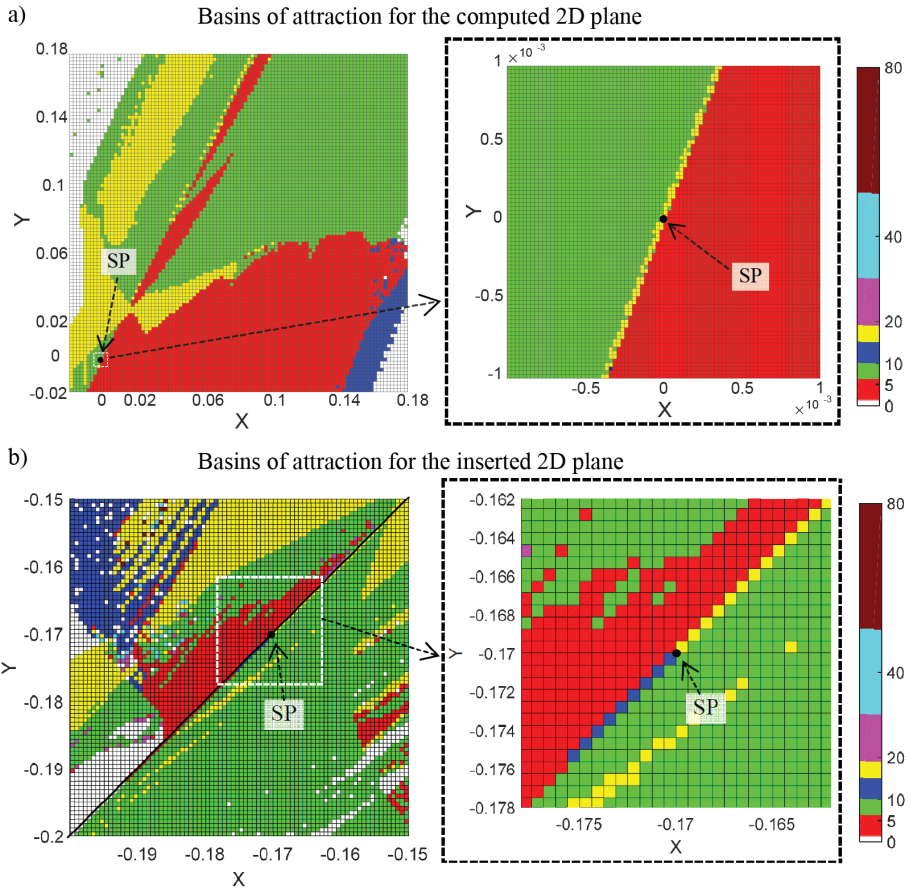 a)
Basins of attraction for the computed 2D plane
0.18
0.14
0.1
0.06
0.02
0
-0.02
Y
SP
0 0.02 0.06 0.1 0.14 0.18
X
1 × 10 -3
0.5
0
-0.5
-1
Y
SP
-0.5 0 0.5 1
× 10 -3
X
80
40
20
10
5
0
b)
Basins of attraction for the inserted 2D plane
-0.15
-0.16
-0.17
-0.18
-0.19
-0.2
Y
SP
-0.19 -0.18 -0.17 -0.16 -0.15
X
-0.162
-0.164
-0.166
-0.168
-0.17
-0.172
-0.174
-0.176
-0.178
Y
SP
-0.175 -0.17 -0.165
X
80
40
20
10
5
0